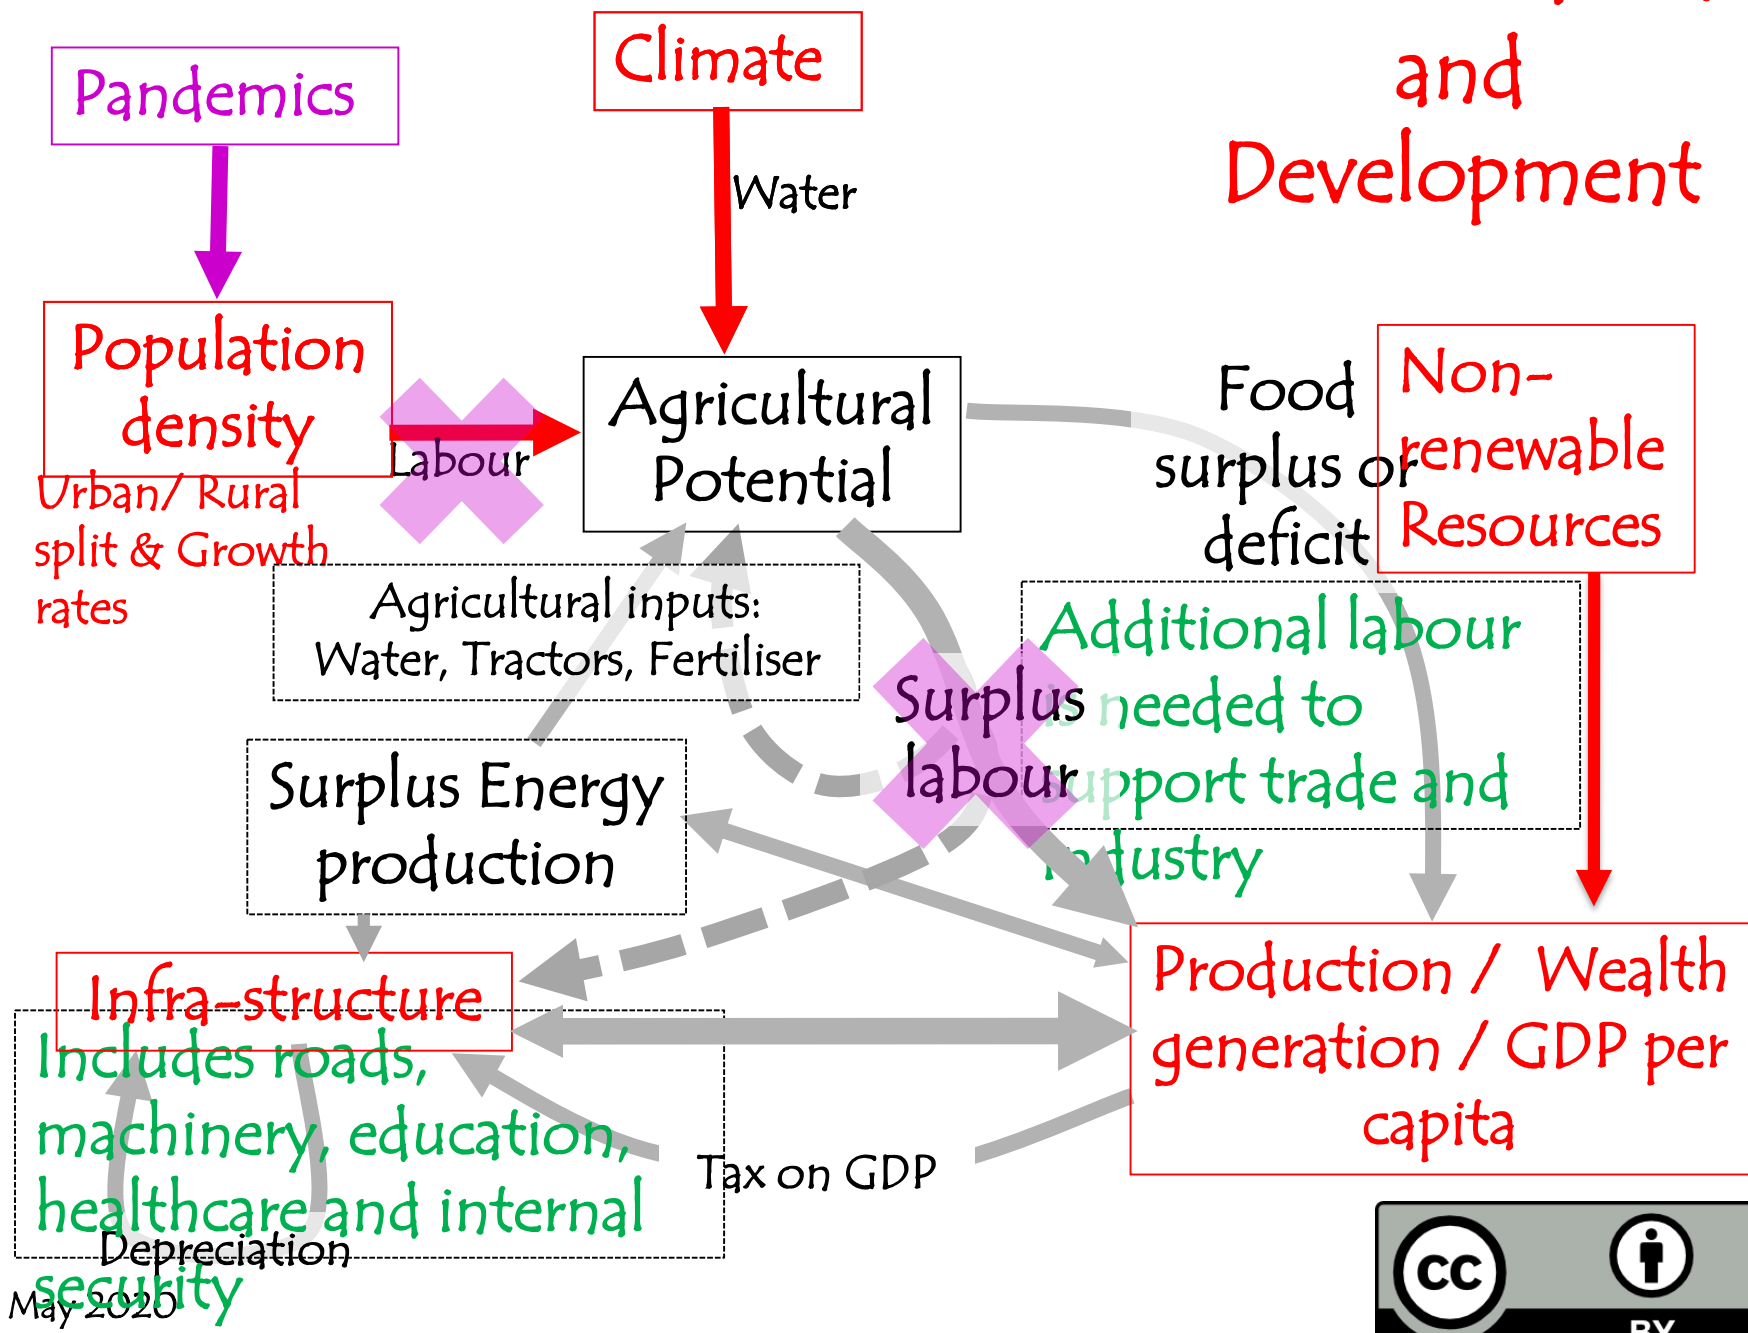 and
Development
Pandemics
Climate
Water
Population
density
Urban/ Rural
split & Growth
rates
Labour
Agricultural
Potential
Food
surplus or
deficit
Non-
renewable
Resources
Agricultural inputs:
Water, Tractors, Fertiliser
Additional labour
is needed to
support trade and
industry
Surplus
labour
Surplus Energy
production
Infra-structure
Includes roads,
machinery, education,
healthcare and internal
security
Depreciation
Tax on GDP
Production / Wealth
generation / GDP per
capita
May 2020
CC
BY